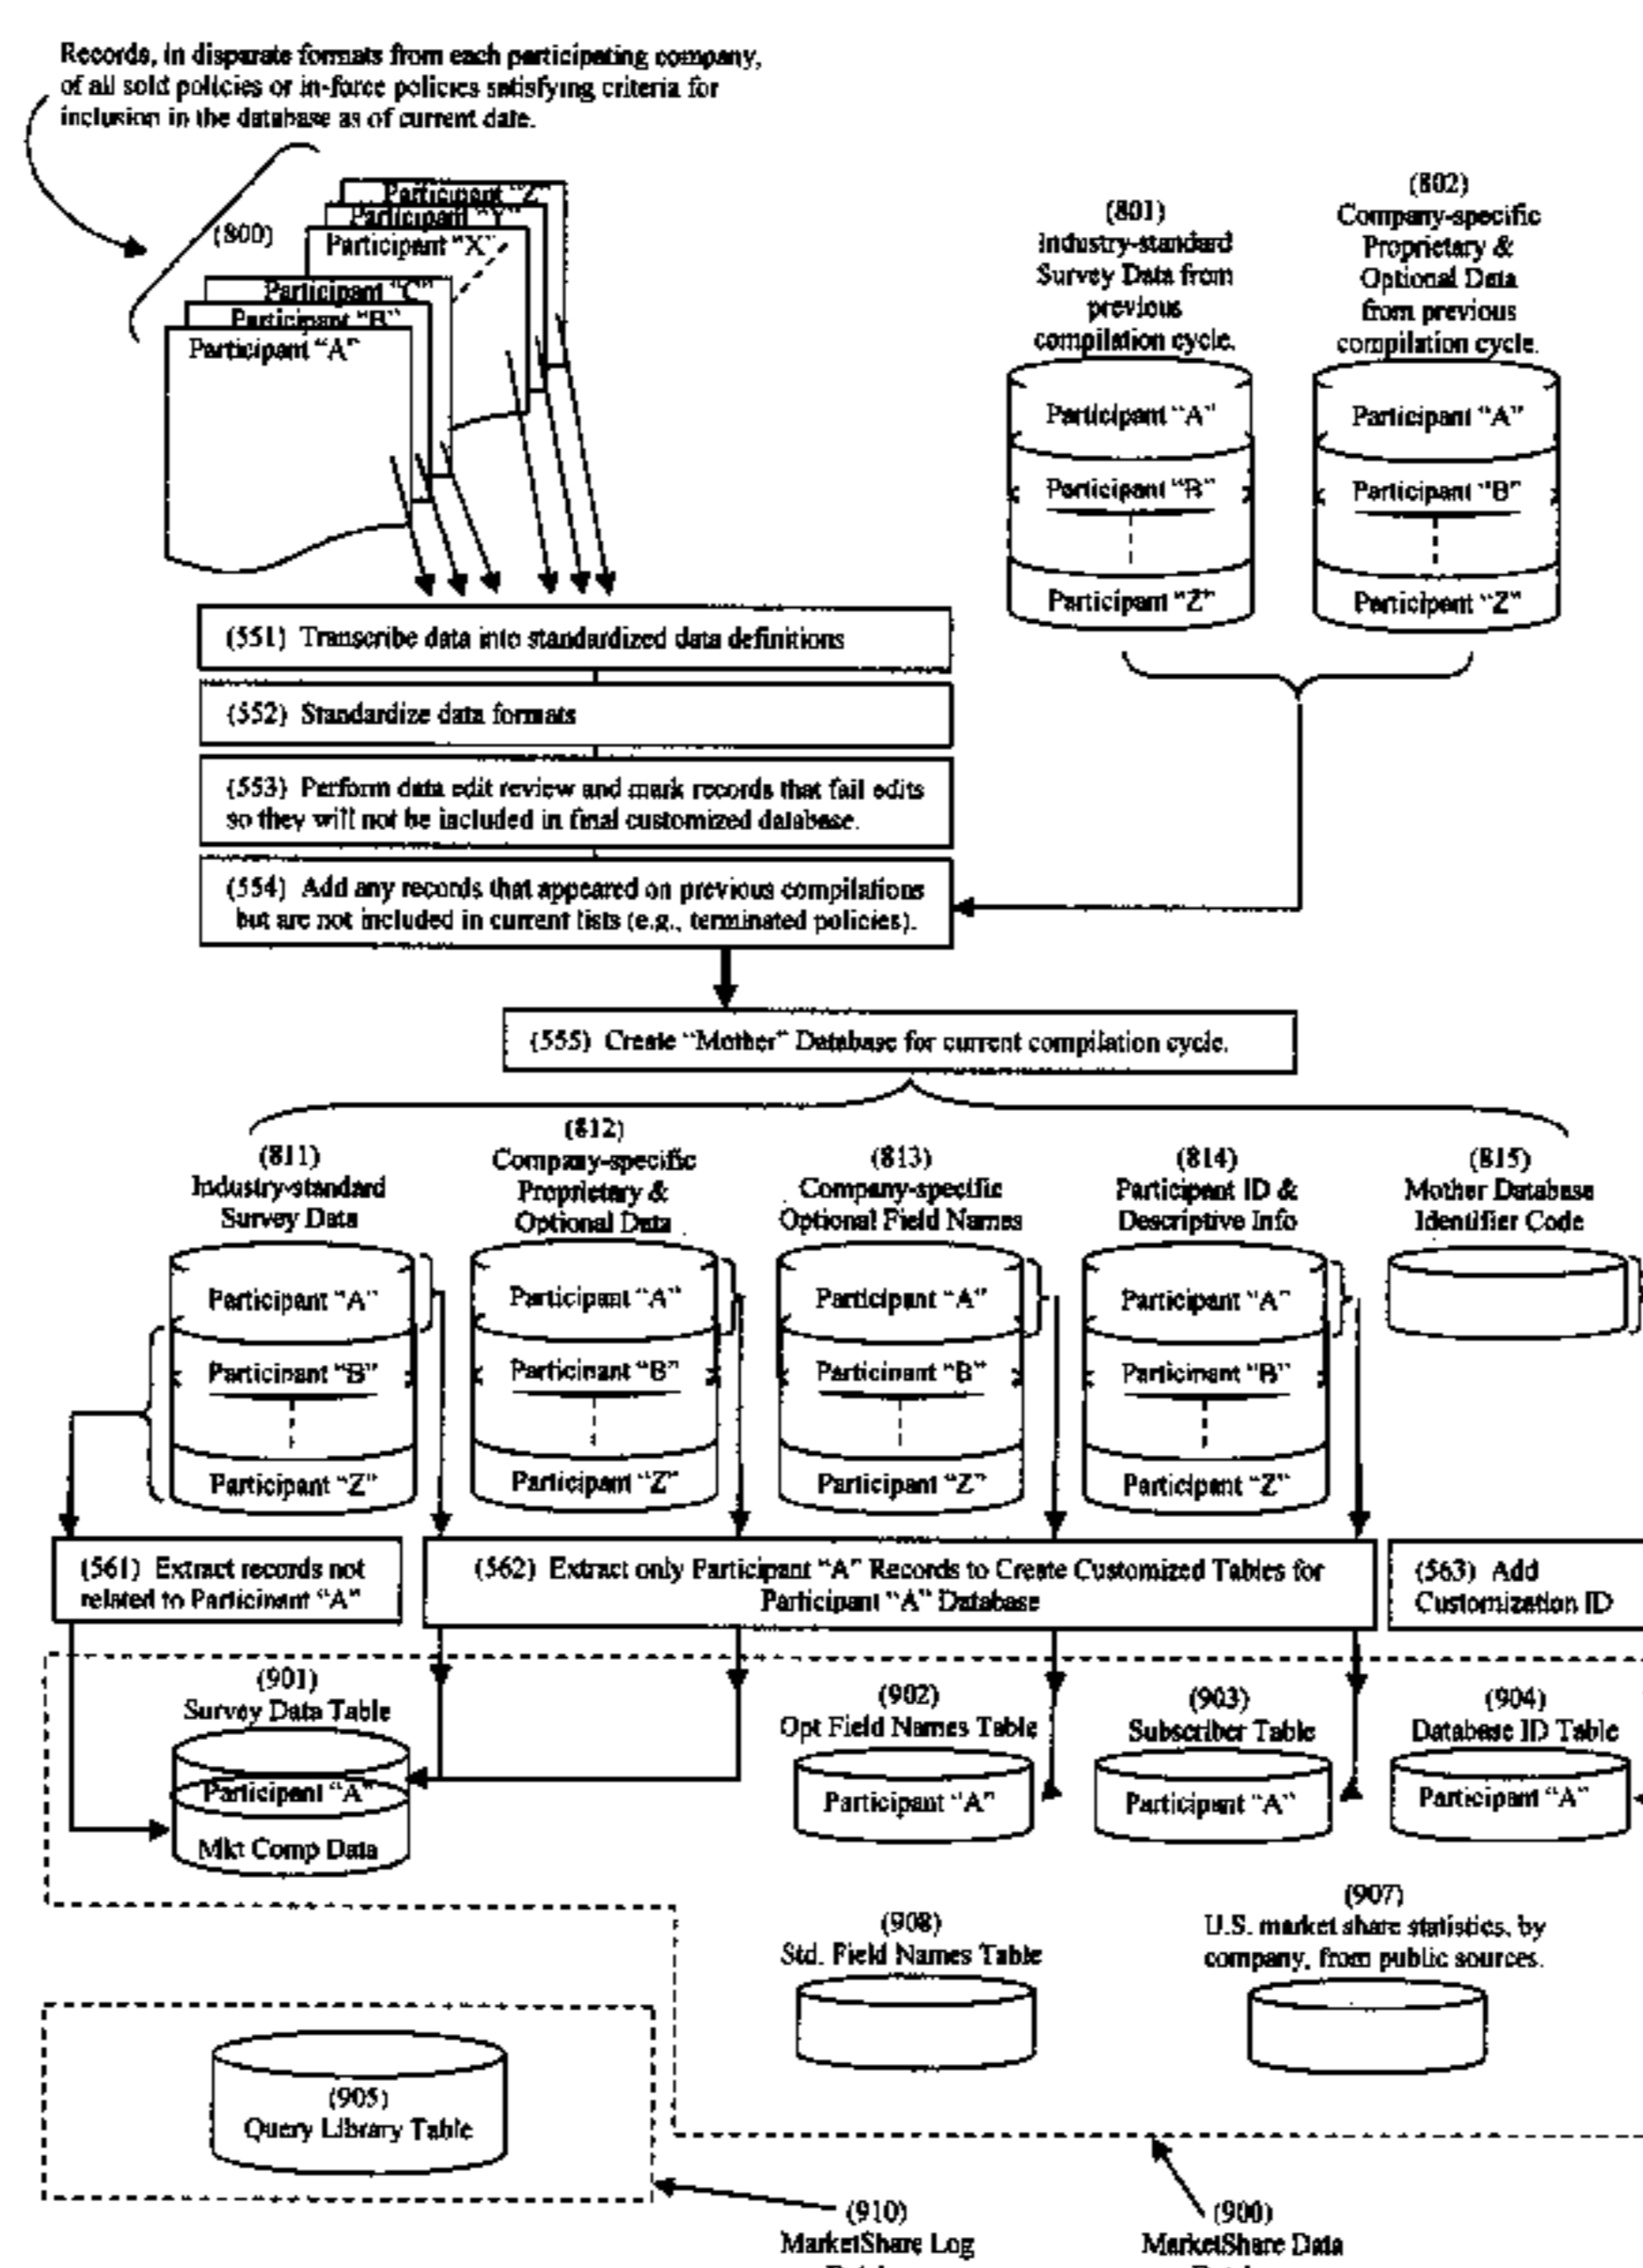 Records, in disparate formats from each participating company,
of all sold policies or in-force policies satisfying criteria for
inclusion in the database as of current date.
(800)
Participant "Z"
Participant "Y"
Participant "X"
Participant "C"
Participant "B"
Participant "A"
(801)
Industry-standard
Survey Data from
previous
compilation cycle.
Participant "A"
Participant "B"
Participant "Z"
(802)
Company-specific
Proprietary &
Optional Data
from previous
compilation cycle.
Participant "A"
Participant "B"
Participant "Z"
(551) Transcribe data into standardized data definitions
(552) Standardize data formats
(553) Perform data edit review and mark records that fail edits
so they will not be included in final customized database.
(554) Add any records that appeared on previous compilations
but are not included in current lists (e.g., terminated policies).
(555) Create "Mother" Database for current compilation cycle.
(811)
Industry-standard
Survey Data
Participant "A"
Participant "B"
Participant "Z"
(812)
Company-specific
Proprietary &
Optional Data
Participant "A"
Participant "B"
Participant "Z"
(813)
Company-specific
Optional Field Names
Participant "A"
Participant "B"
Participant "Z"
(814)
Participant ID &
Descriptive Info
Participant "A"
Participant "B"
Participant "Z"
(815)
Mother Database
Identifier Code
(561) Extract records not
related to Participant "A"
(562) Extract only Participant "A" Records to Create Customized Tables for
Participant "A" Database
(563) Add
Customization ID
(901)
Survey Data Table
Participant "A"
Mkt Comp Data
(902)
Opt Field Names Table
Participant "A"
(903)
Subscriber Table
Participant "A"
(904)
Database ID Table
Participant "A"
(908)
Std. Field Names Table
(907)
U.S. market share statistics, by
company, from public sources.
(905)
Query Library Table
(910)
MarketShare Log
(900)
MarketShare Data